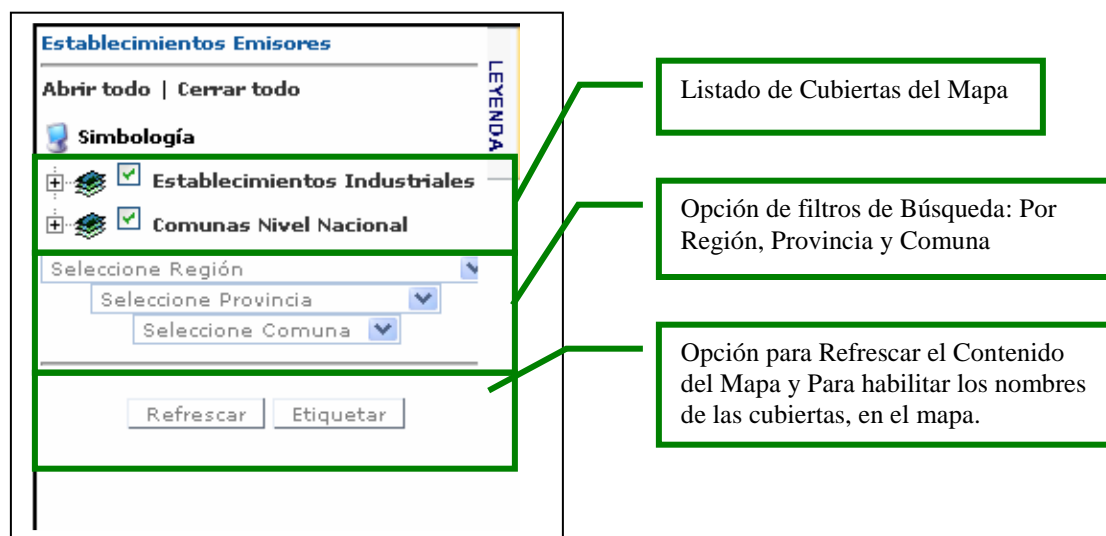 Establecimientos Emisores
LEYENDA
Abrir todo | Cerrar todo
Simbología
Establecimientos Industriales
Comunas Nivel Nacional
Seleccione Región
Seleccione Provincia
Seleccione Comuna
Refrescar Etiquetar
Listado de Cubiertas del Mapa
Opción de filtros de Búsqueda: Por
Región, Provincia y Comuna
Opción para Refrescar el Contenido
del Mapa y Para habilitar los nombres
de las cubiertas, en el mapa.